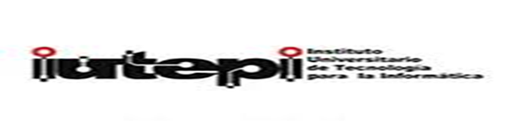 iutepi
Instituto
Universitario
de Tecnología
para la Informática